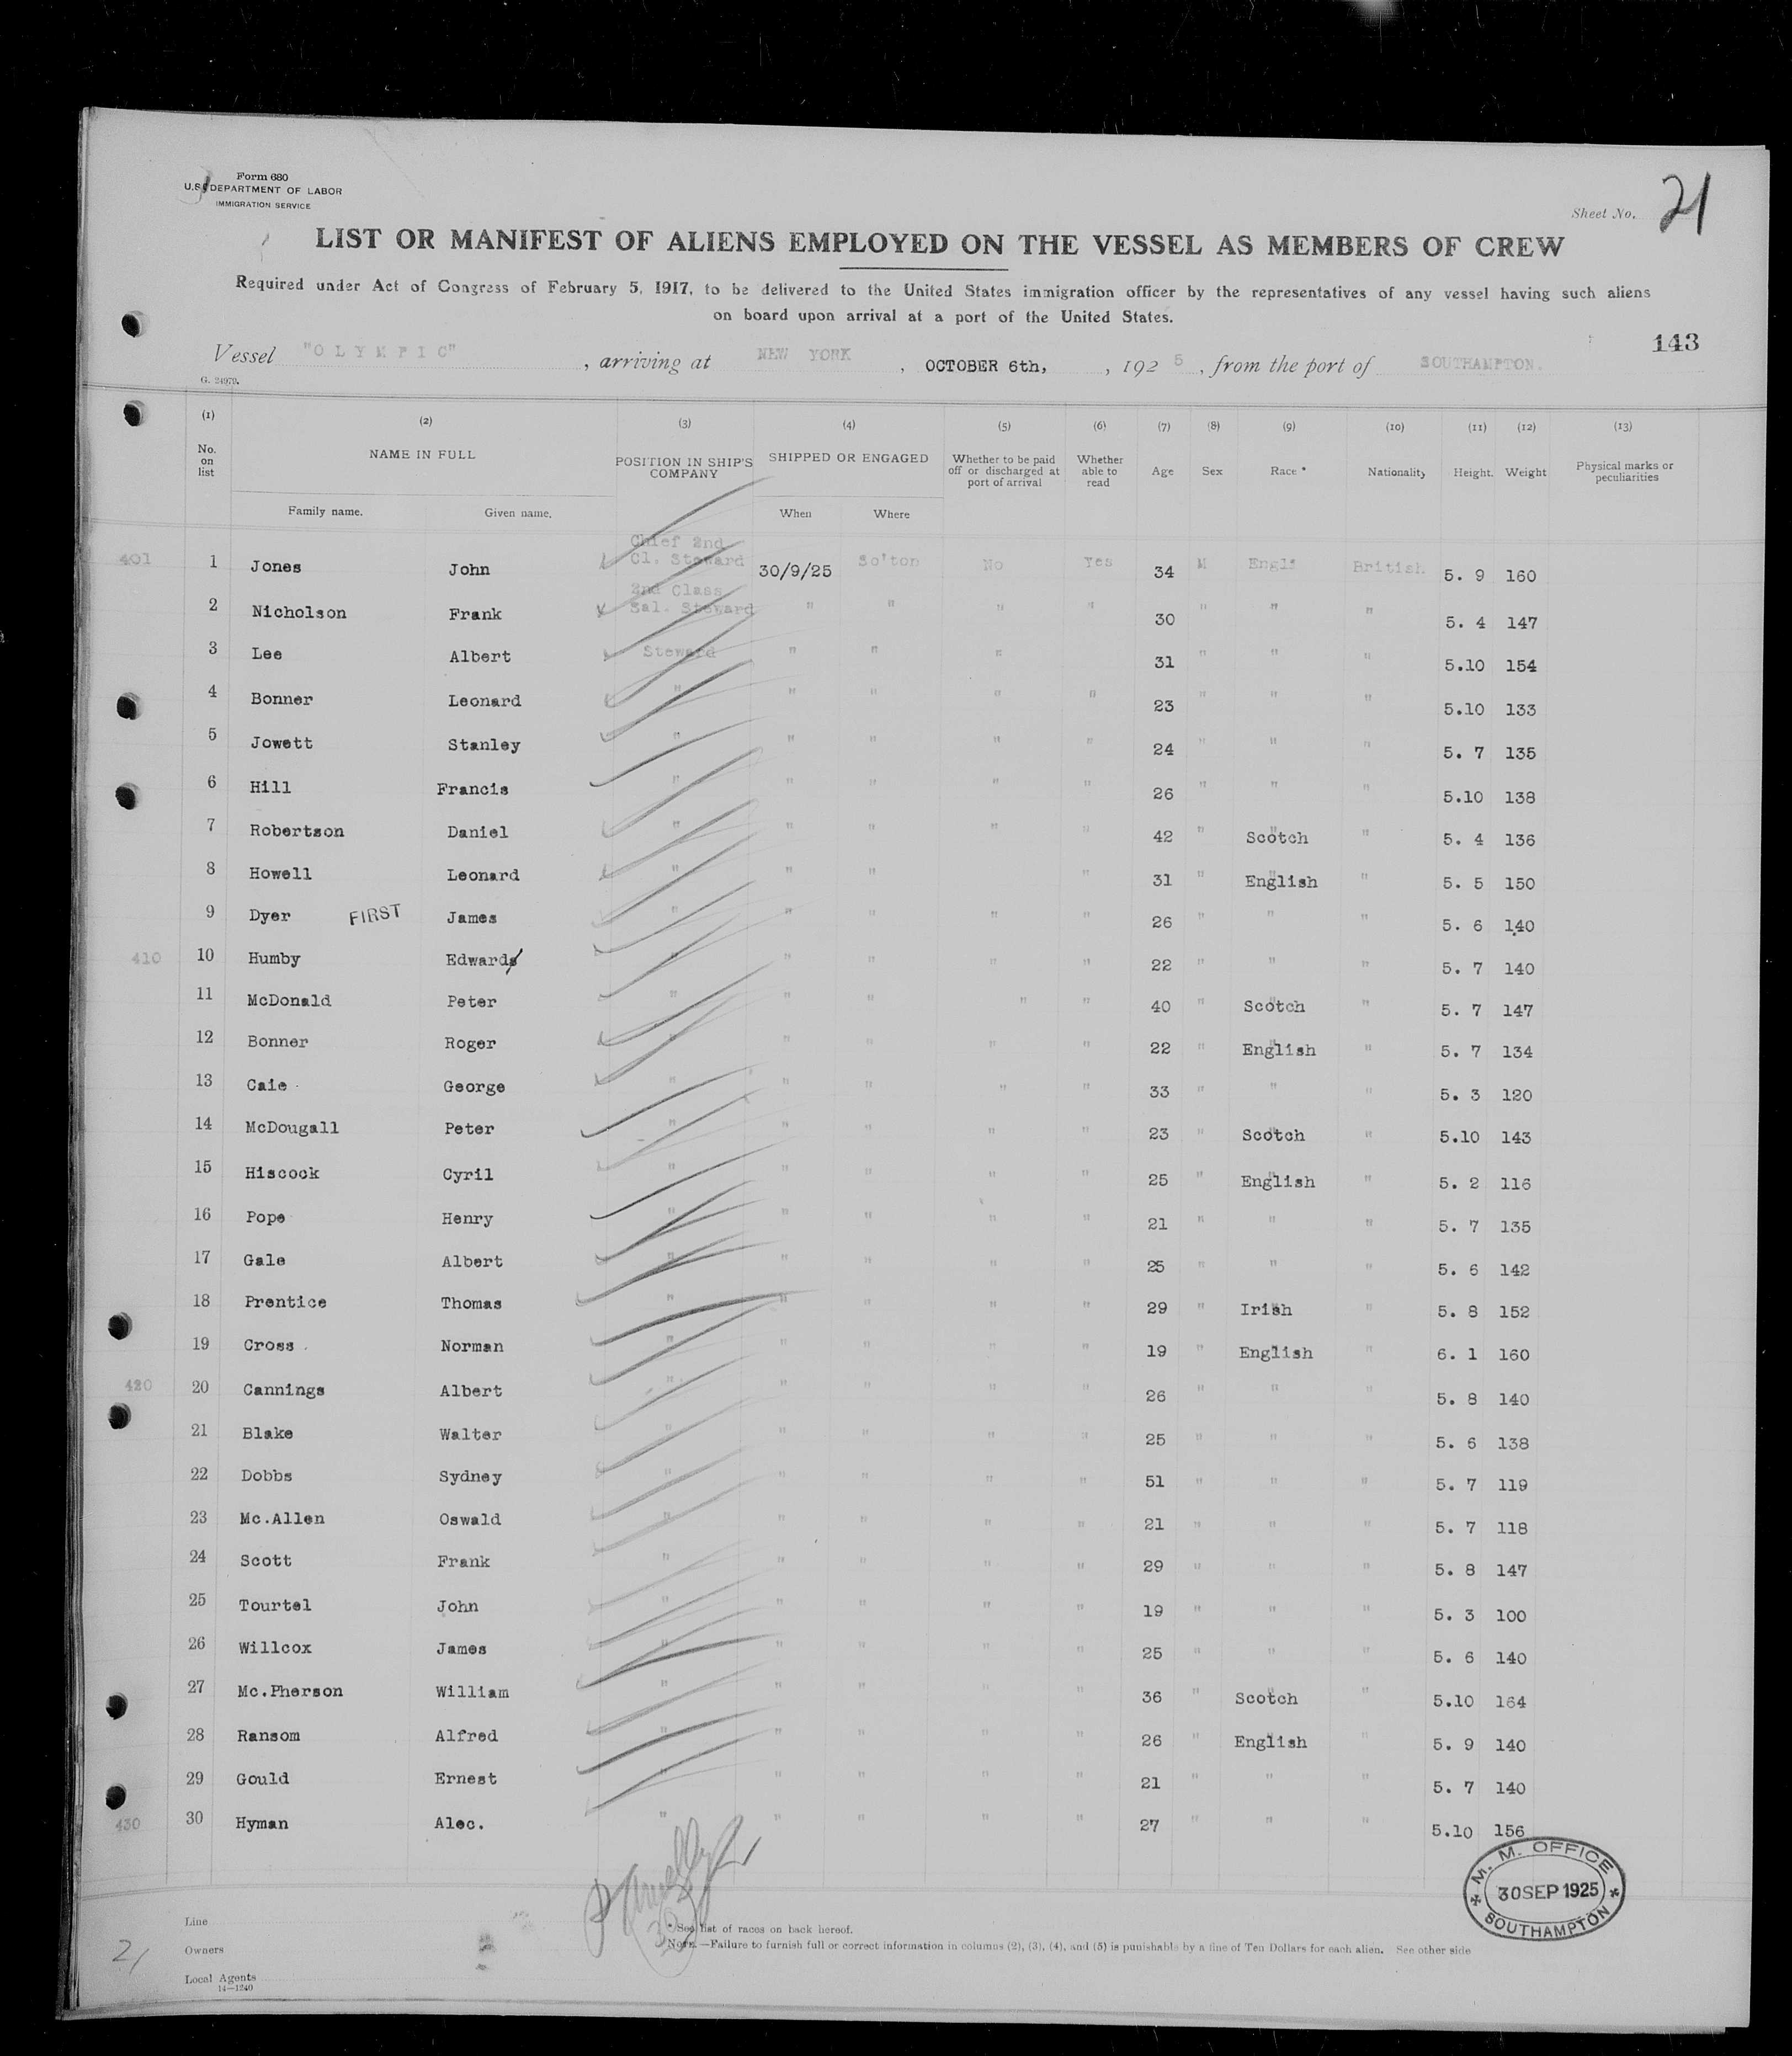 Form 680
U.S. DEPARTMENT OF LABOR
IMMIGRATION SERVICE
Sheet No. 21
LIST OR MANIFEST OF ALIENS EMPLOYED ON THE VESSEL AS MEMBERS OF CREW
Required under Act of Congress of February 5, 1917, to be delivered to the United States immigration officer by the representatives of any vessel having such aliens
on board upon arrival at a port of the United States.
143
Vessel "OLYMPIC", arriving at NEW YORK, OCTOBER 6th, , 1925, from the port of SOUTHAMPTON.
G. 24979.
(1) (2) (3) (4) (5) (6) (7) (8) (9) (10) (11) (12) (13)
No. on list NAME IN FULL POSITION IN SHIP'S COMPANY SHIPPED OR ENGAGED Whether to be paid off or discharged at port of arrival Whether able to read Age Sex Race * Nationality Height. Weight Physical marks or peculiarities
Family name. Given name. When Where
401 1 Jones John Chief 2nd Cl. Steward 30/9/25 So'ton No Yes 34 M Engl British 5. 9 160
2 Nicholson Frank 2nd Class Sal. Steward " " " " 30 " " " 5. 4 147
3 Lee Albert Steward " " " 31 " " " 5.10 154
4 Bonner Leonard " " " " " 23 " " " 5.10 133
5 Jowett Stanley " " " " " 24 " " " 5. 7 135
6 Hill Francis " " " " " 26 " " " 5.10 138
7 Robertson Daniel " " " " " 42 " Scotch " 5. 4 136
8 Howell Leonard " " " " 31 " English " 5. 5 150
9 Dyer FIRST James " " " " " 26 " " " 5. 6 140
410 10 Humby Edwards " " " " " 22 " " " 5. 7 140
11 McDonald Peter " " " " " 40 " Scotch " 5. 7 147
12 Bonner Roger " " " " 22 " English " 5. 7 134
13 Caie George " " " " " 33 " " " 5. 3 120
14 McDougall Peter " " " " " 23 " Scotch " 5.10 143
15 Hiscock Cyril " " " " " 25 " English " 5. 2 116
16 Pope Henry " " " " " 21 " " " 5. 7 135
17 Gale Albert " " " " " 25 " " " 5. 6 142
18 Prentice Thomas " " " " " 29 " Irish " 5. 8 152
19 Cross Norman " " " " " 19 " English " 6. 1 160
420 20 Cannings Albert " " " " " 26 " " " 5. 8 140
21 Blake Walter " " " " " 25 " " " 5. 6 138
22 Dobbs Sydney " " " " " 51 " " " 5. 7 119
23 Mc.Allen Oswald " " " " " 21 " " " 5. 7 118
24 Scott Frank " " " " " 29 " " " 5. 8 147
25 Tourtel John " " " " " 19 " " " 5. 3 100
26 Willcox James " " " " " 25 " " " 5. 6 140
27 Mc.Pherson William " " " " " 36 " Scotch " 5.10 164
28 Ransom Alfred " " " " " 26 " English " 5. 9 140
29 Gould Ernest " " " " " 21 " " " 5. 7 140
430 30 Hyman Alec. " " " " " 27 " " " 5.10 156
M. M. OFFICE
30 SEP 1925
SOUTHAMPTON
Line
* See list of races on back hereof.
Owners
NOTE.—Failure to furnish full or correct information in columns (2), (3), (4), and (5) is punishable by a fine of Ten Dollars for each alien. See other side
21
Local Agents
14—1240